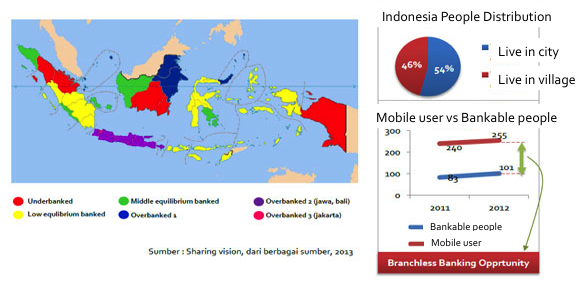 Indonesia People Distribution
46%
54%
Live in city
Live in village
Mobile user vs Bankable people
300
200
100
0
240
255
83
101
2011
2012
Bankable people
Mobile user
Branchless Banking Opprtunity
Underbanked
Low equlibrium banked
Middle equilibrium banked
Overbanked 1
Overbanked 2 (jawa, bali)
Overbanked 3 (jakarta)
Sumber : Sharing vision, dari berbagai sumber, 2013